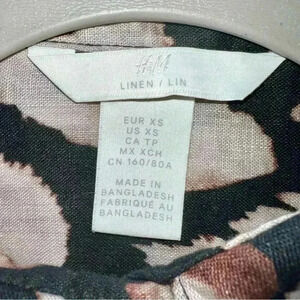 H&M
LINEN / LIN
EUR XS
US XS
CA TP
MX XCH
CN 160/80A
MADE IN
BANGLADESH
FABRIQUÉ AU
BANGLADESH